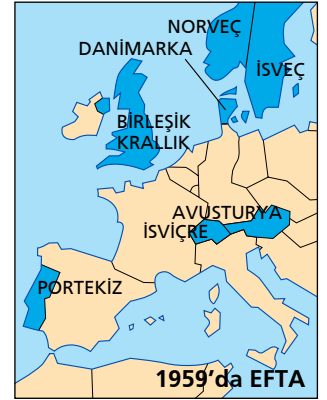 NORVEÇ
DANİMARKA
İSVEÇ
BİRLEŞİK
KRALLIK
AVUSTURYA
İSVİÇRE
PORTEKİZ
1959'da EFTA